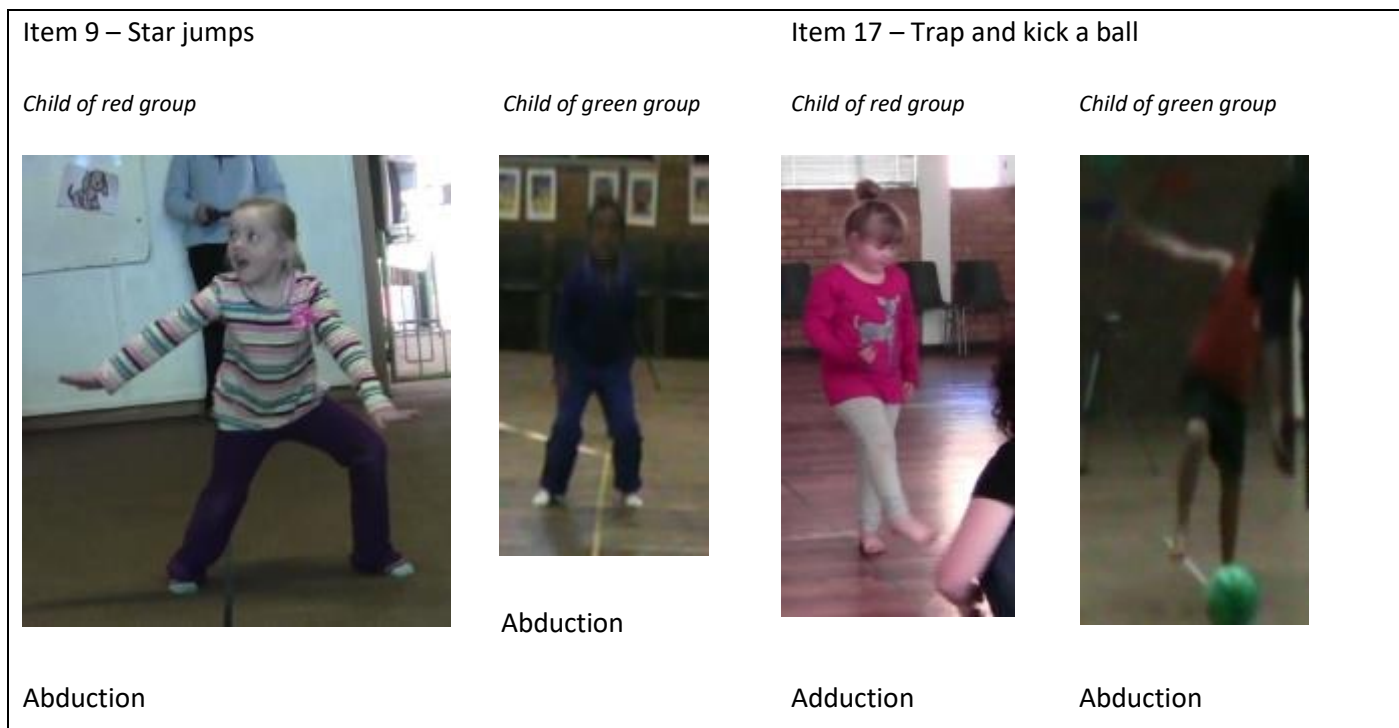 Item 9 – Star jumps
Item 17 – Trap and kick a ball
Child of red group
Child of green group
Child of red group
Child of green group
Abduction
Abduction
Adduction
Abduction